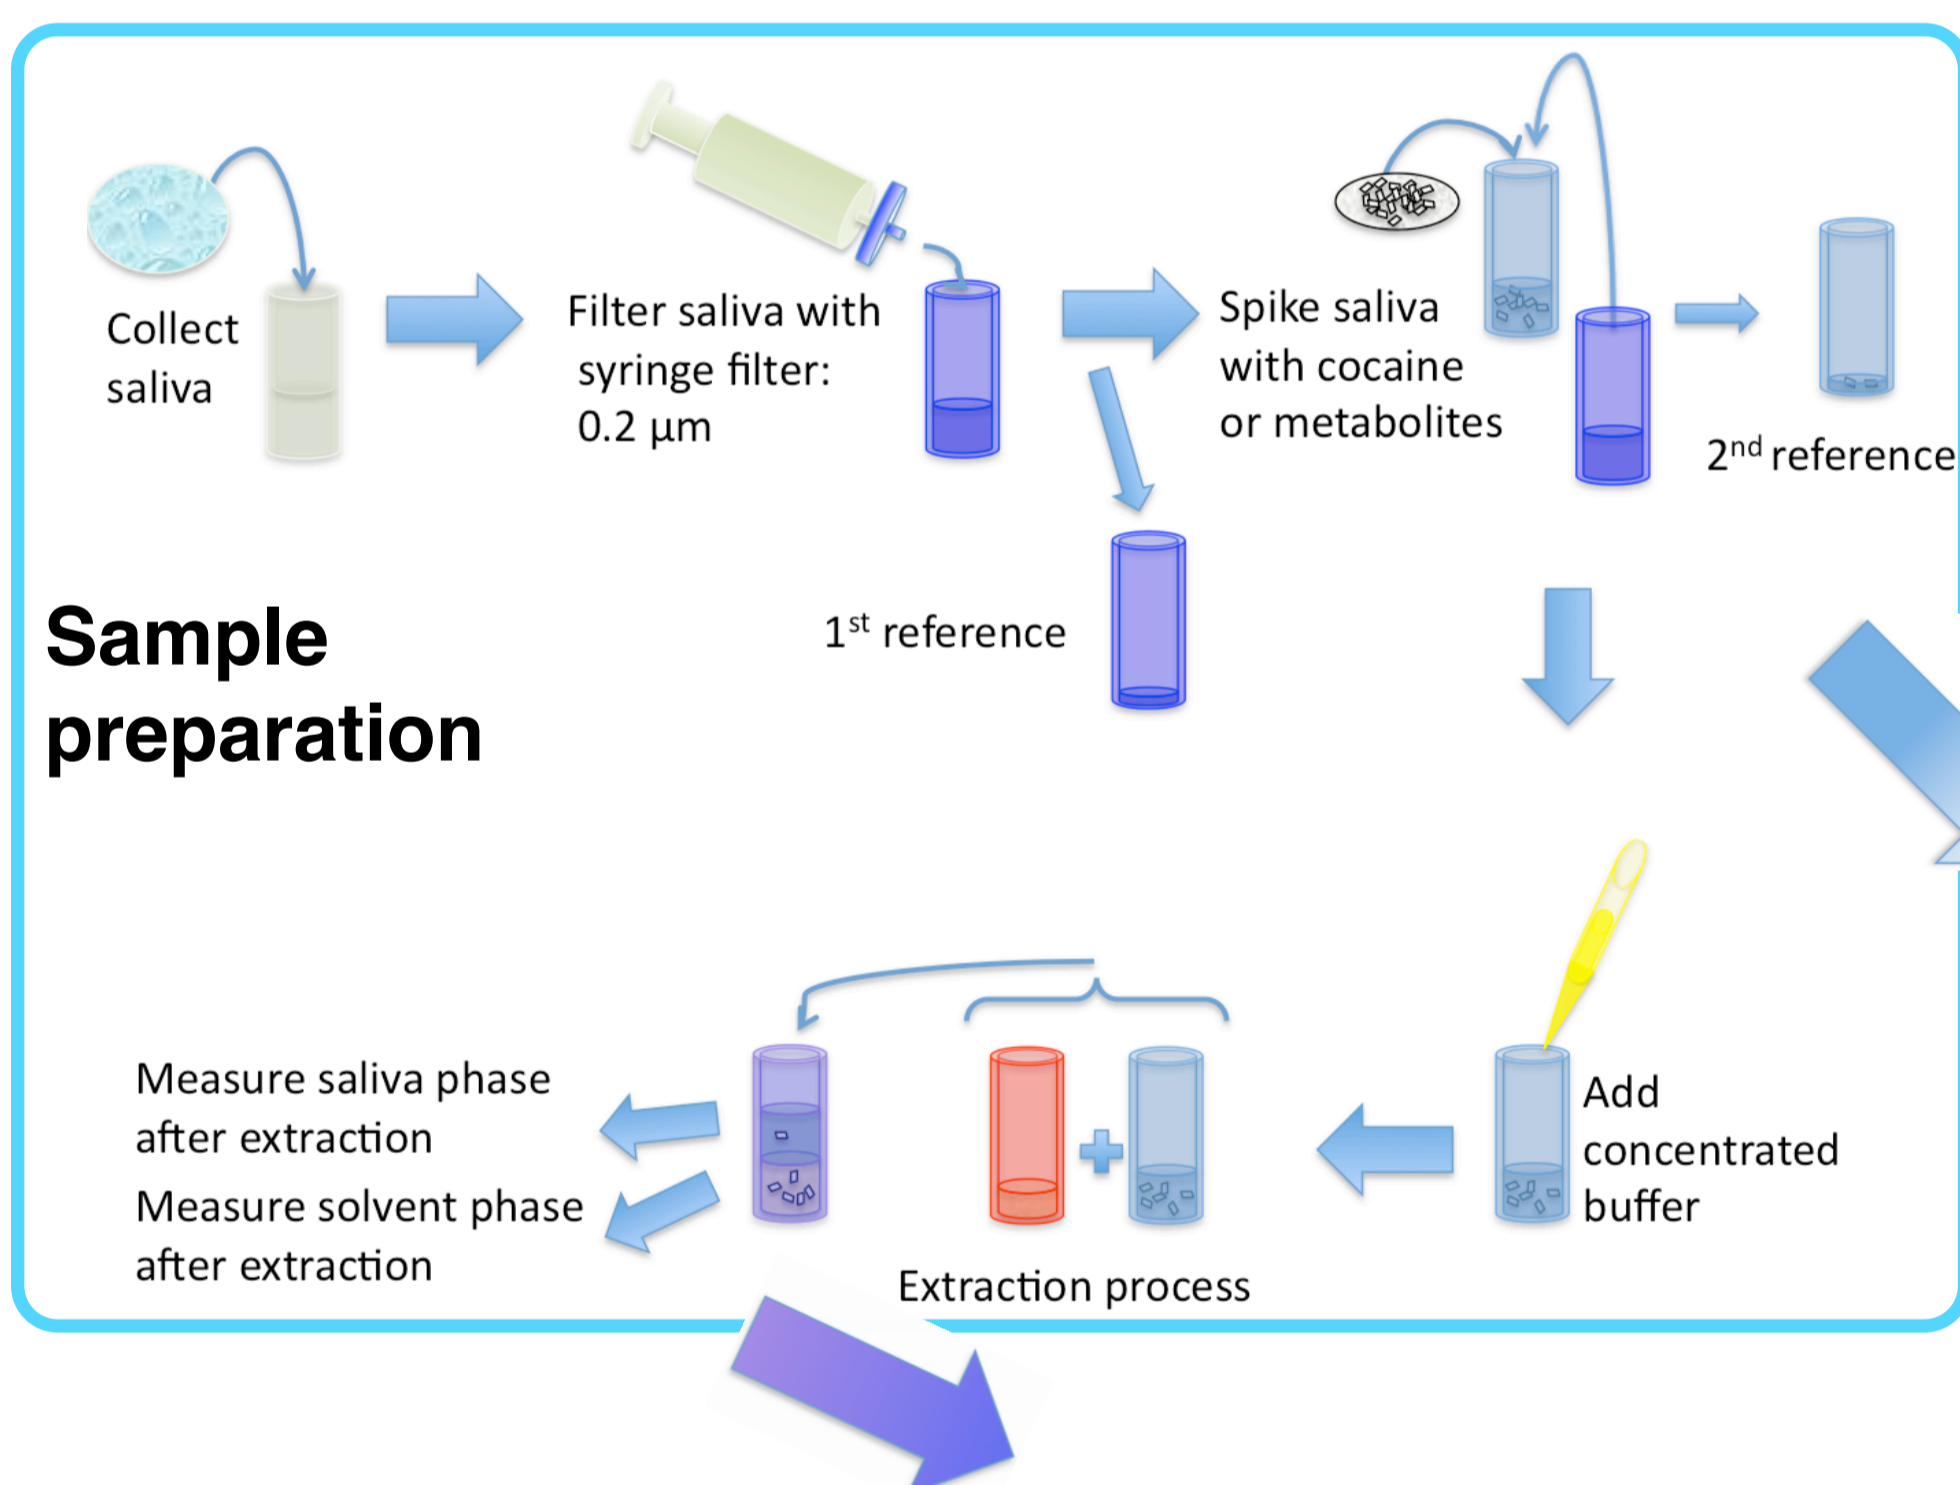 Collect
saliva
Filter saliva with
syringe filter:
0.2 µm
Spike saliva
with cocaine
or metabolites
2nd reference
1st reference
Sample
preparation
Add
concentrated
buffer
Extraction process
Measure saliva phase
after extraction
Measure solvent phase
after extraction